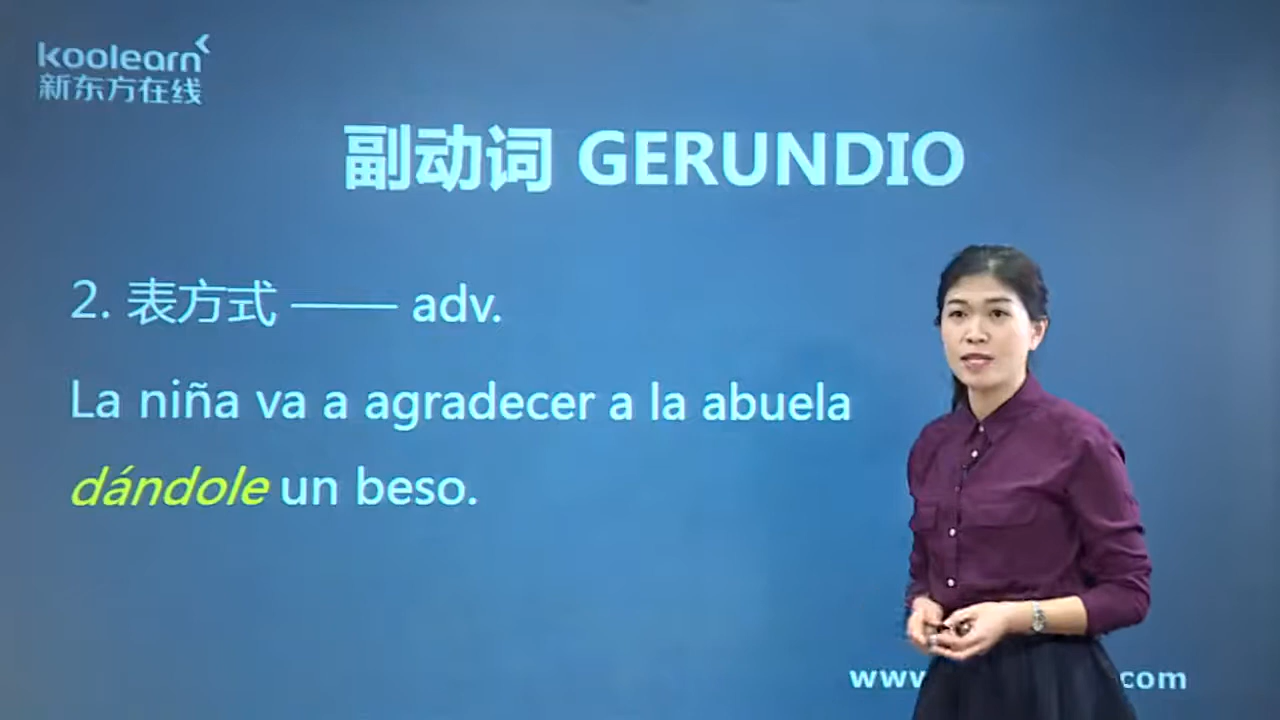 koolearn
新东方在线
副动词 GERUNDIO
2. 表方式 —— adv.
La niña va a agradecer a la abuela
dándole un beso.
www
com